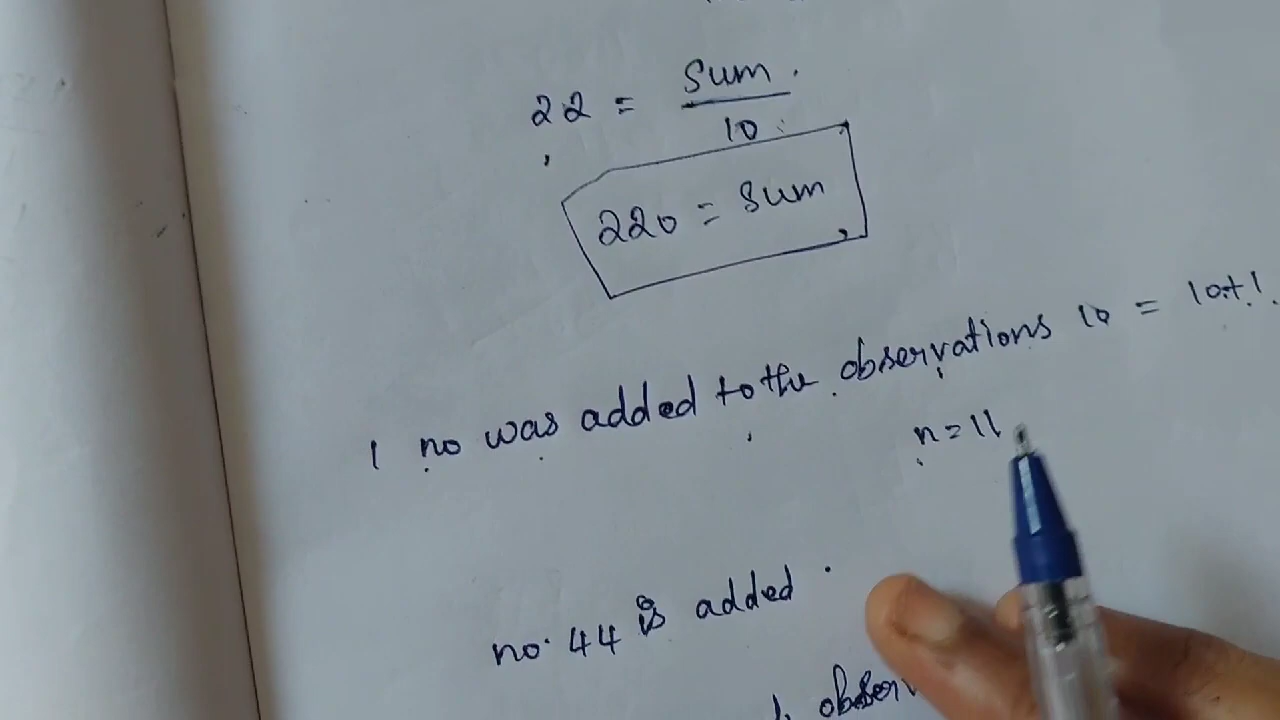 22 = Sum
10
220 = Sum
1 no was added to the observations 10 = 10+1.
n=11
no. 44 is added